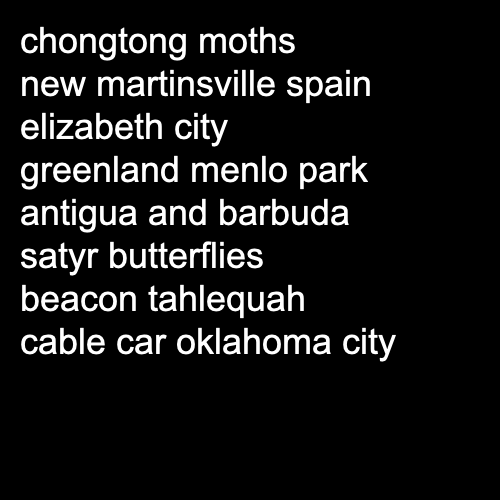 chongtong moths
new martinsville spain
elizabeth city
greenland menlo park
antigua and barbuda
satyr butterflies
beacon tahlequah
cable car oklahoma city